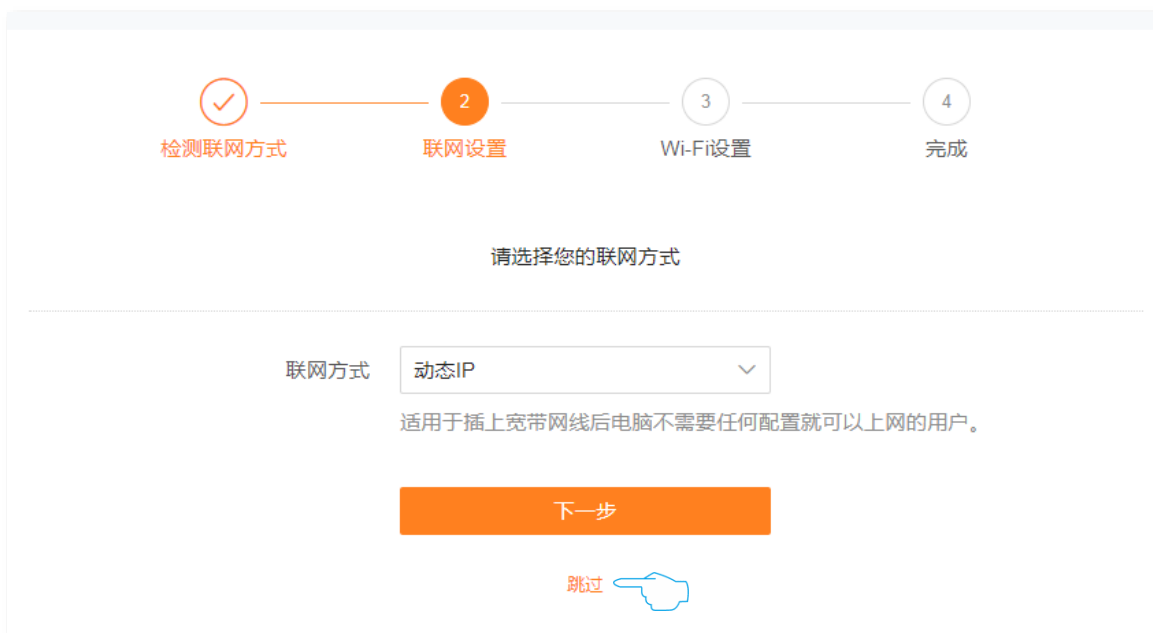 2
3
4
检测联网方式
联网设置
Wi-Fi设置
完成
请选择您的联网方式
联网方式
动态IP
适用于插上宽带网线后电脑不需要任何配置就可以上网的用户。
下一步
跳过